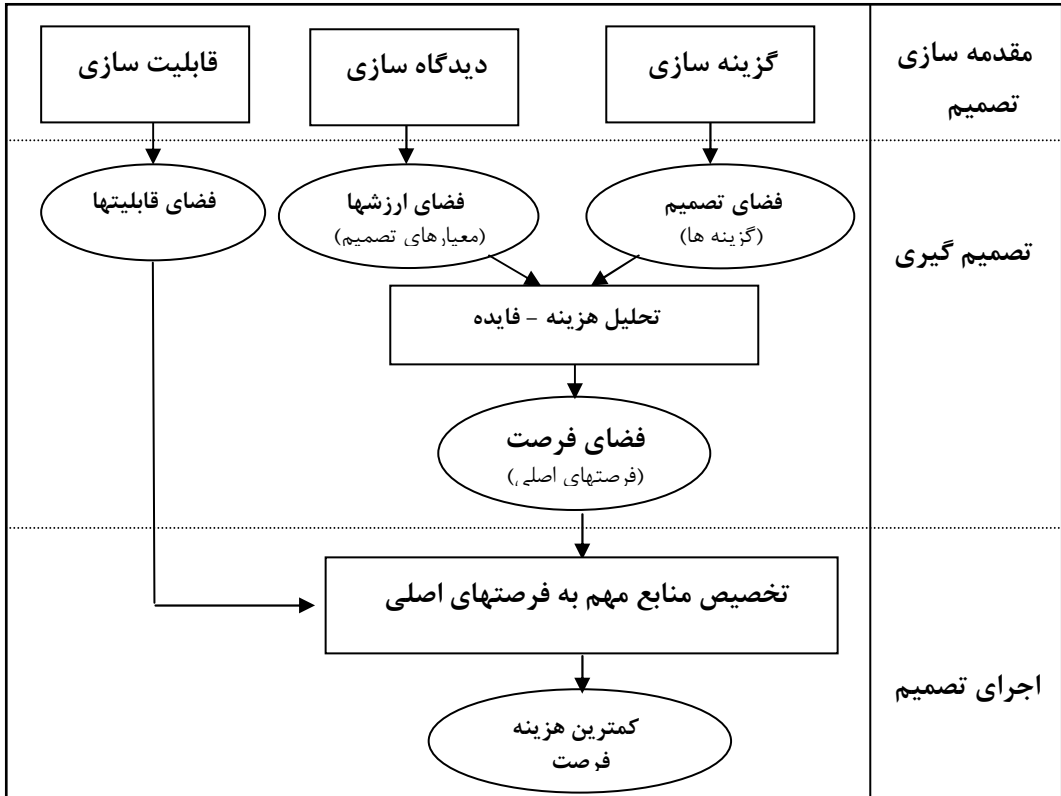 مقدمه سازی
تصمیم
گزینه سازی
دیدگاه سازی
قابلیت سازی
تصمیم گیری
فضای تصمیم
(گزینه ها)
فضای ارزشها
(معیارهای تصمیم)
فضای قابلیتها
تحلیل هزینه - فایده
فضای فرصت
(فرصتهای اصلی)
اجرای تصمیم
تخصیص منابع مهم به فرصتهای اصلی
کمترین هزینه
فرصت